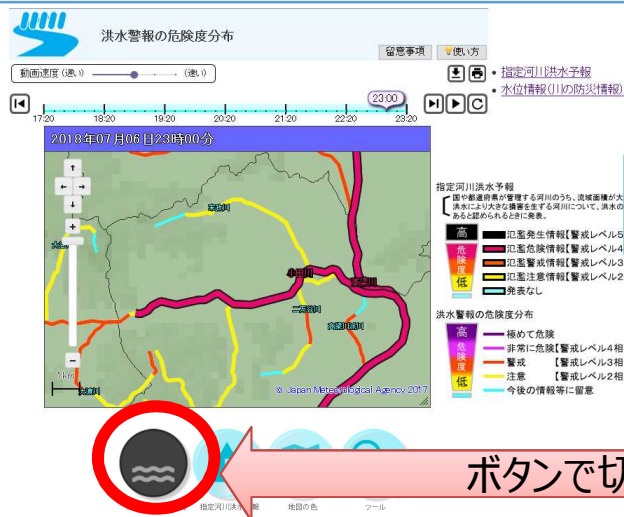 洪水警報の危険度分布
留意事項
使い方
動画速度 (遅い)
(速い)
指定河川洪水予報
水位情報(川の防災情報)
23:00
17:20
18:20
19:20
20:20
21:20
22:20
23:20
2018年07月06日23時00分
小田川
二万谷川
1km
© Japan Meteorological Agency 2017
指定河川洪水予報
国や都道府県が管理する河川のうち、流域面積が大
洪水により大きな損害を生ずる河川について、洪水の
あると認められるときに発表。
高
危険度
低
氾濫発生情報【警戒レベル5
氾濫危険情報【警戒レベル4
氾濫警戒情報【警戒レベル3
氾濫注意情報【警戒レベル2
発表なし
洪水警報の危険度分布
高
危険度
低
極めて危険
非常に危険【警戒レベル4相
警戒 【警戒レベル3相
注意 【警戒レベル2相
今後の情報等に留意
ボタンで切
地図の色
ツール